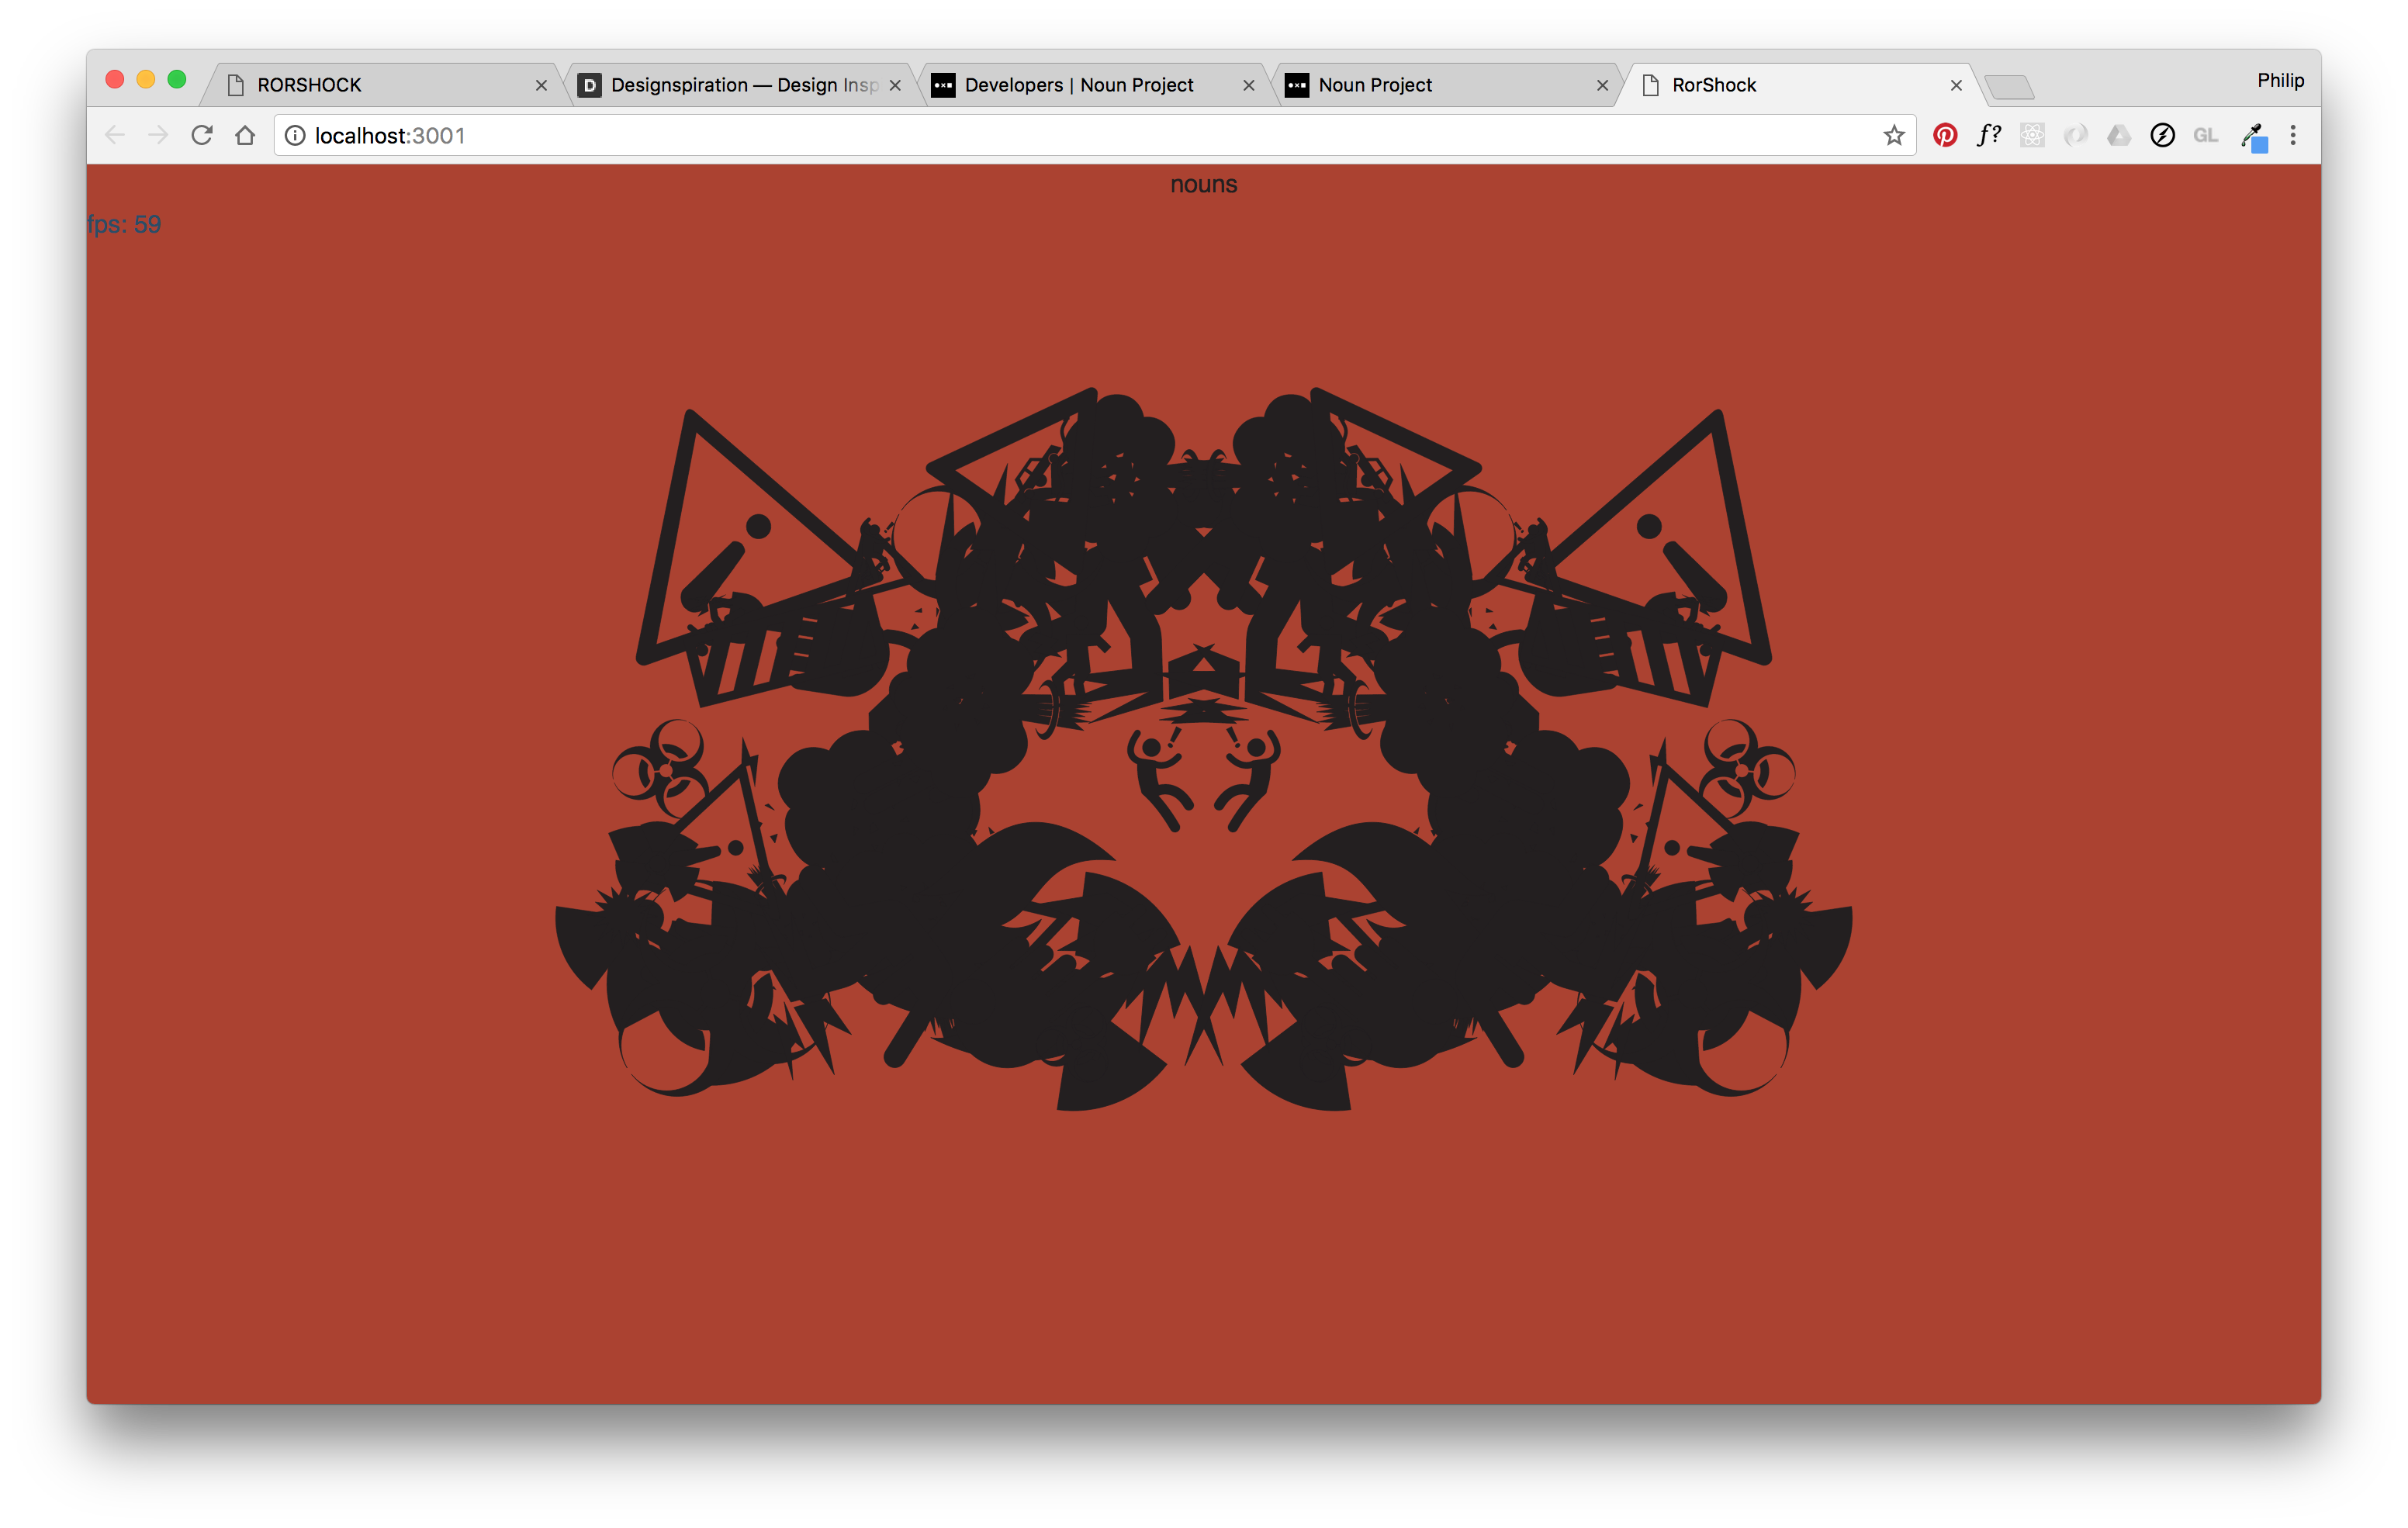 RORSHOCK
Designspiration — Design Insp
Developers | Noun Project
Noun Project
RorShock
Philip
localhost:3001
f?
GL
nouns
fps: 59